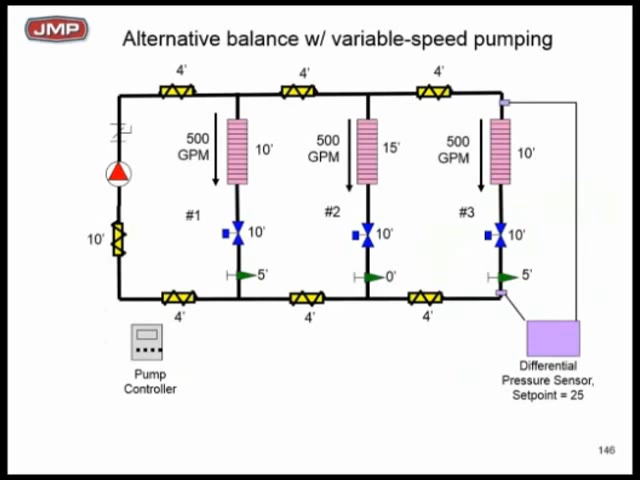 JMP
Alternative balance w/ variable-speed pumping
4' 4' 4'
500 GPM 10' 500 GPM 15' 500 GPM 10'
#1 #2 #3
10' 10' 10' 10'
5' 0' 5'
4' 4' 4'
Pump
Controller
Differential
Pressure Sensor,
Setpoint = 25
146